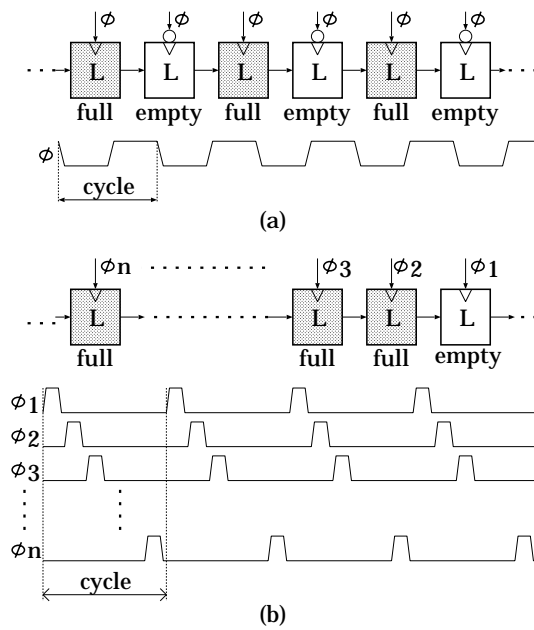 ϕ ϕ ϕ ϕ ϕ ϕ
L L L L L L
full empty full empty full empty
ϕ
cycle
(a)
ϕn ϕ3 ϕ2 ϕ1
L L L L
full full full empty
ϕ1
ϕ2
ϕ3
ϕn
cycle
(b)